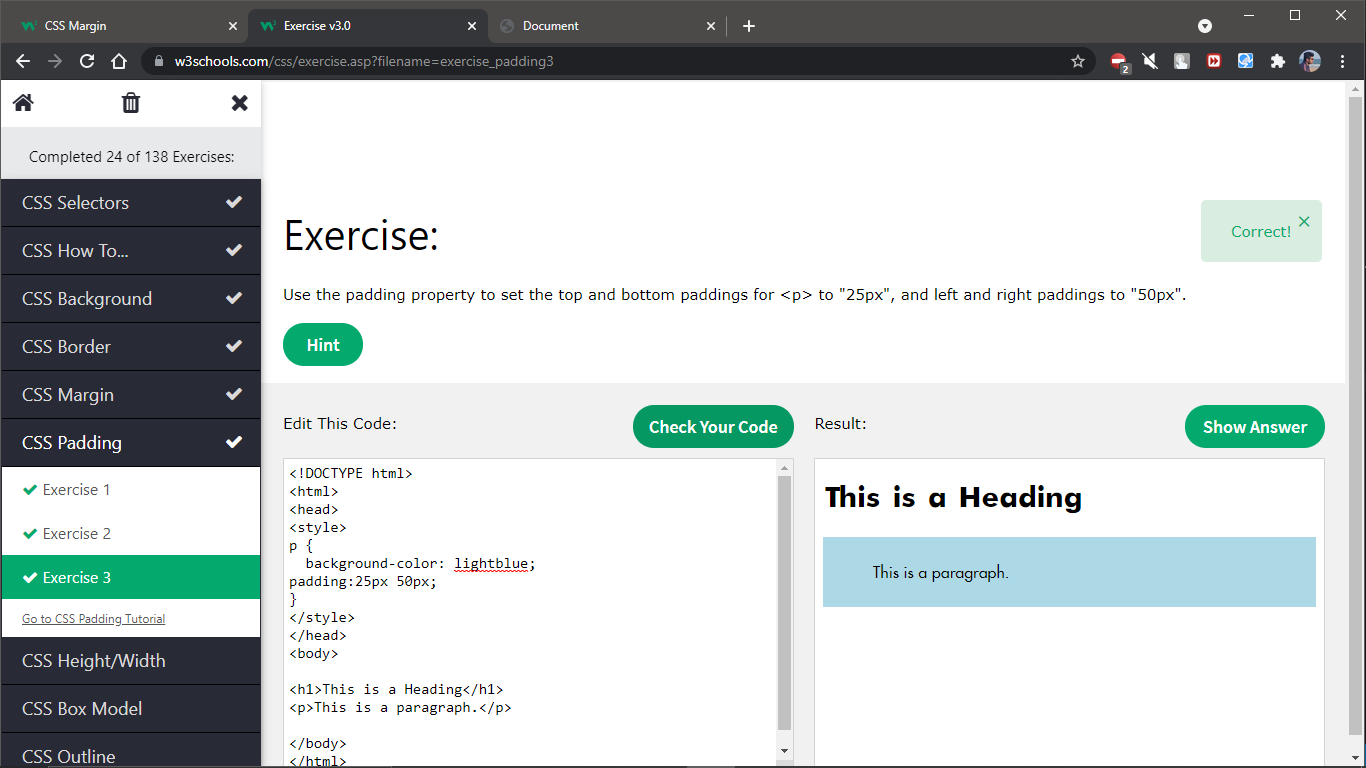 CSS Margin
Exercise v3.0
Document
w3schools.com/css/exercise.asp?filename=exercise_padding3
2
Completed 24 of 138 Exercises:
CSS Selectors
CSS How To...
CSS Background
CSS Border
CSS Margin
CSS Padding
Exercise 1
Exercise 2
Exercise 3
Go to CSS Padding Tutorial
CSS Height/Width
CSS Box Model
CSS Outline
Exercise:
Correct!
Use the padding property to set the top and bottom paddings for <p> to "25px", and left and right paddings to "50px".
Hint
Edit This Code:
Check Your Code
<!DOCTYPE html>
<html>
<head>
<style>
p {
  background-color: lightblue;
padding:25px 50px;
}
</style>
</head>
<body>
<h1>This is a Heading</h1>
<p>This is a paragraph.</p>
</body>
</html>
Result:
Show Answer
This is a Heading
This is a paragraph.